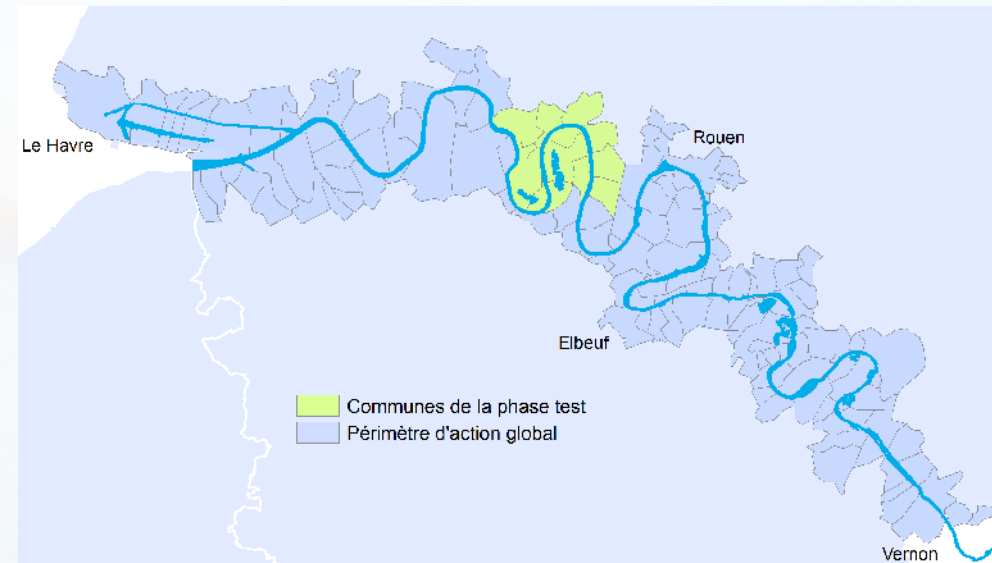 Rouen
Le Havre
Elbeuf
Communes de la phase test
Périmètre d'action global
Vernon